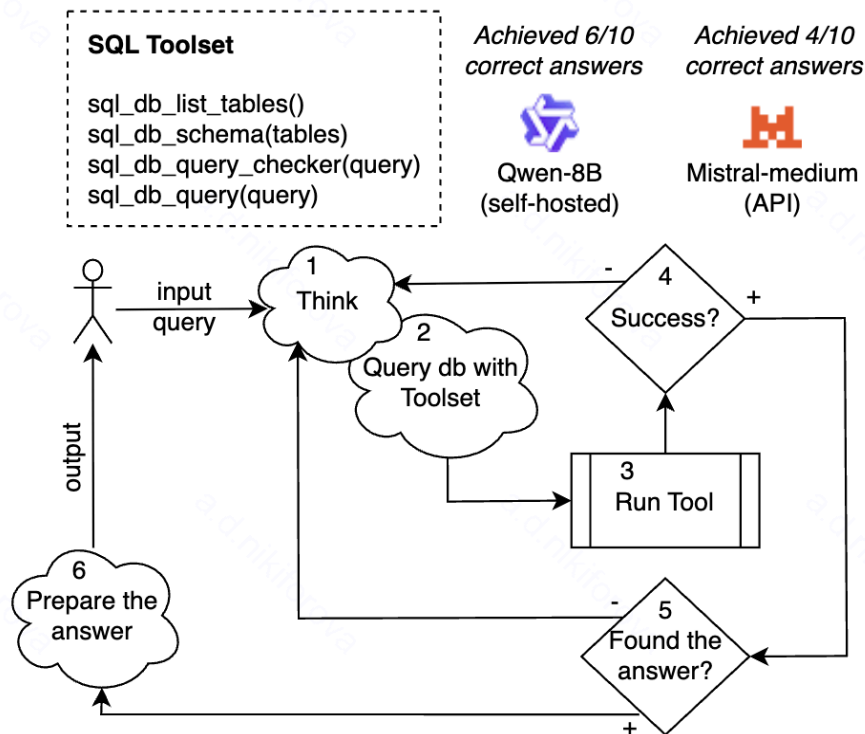 SQL Toolset
sql_db_list_tables()
sql_db_schema(tables)
sql_db_query_checker(query)
sql_db_query(query)
Achieved 6/10
correct answers
Qwen-8B
(self-hosted)
Achieved 4/10
correct answers
Mistral-medium
(API)
input
query
1
Think
2
Query db with
Toolset
3
Run Tool
4
Success?
-
+
5
Found the
answer?
-
+
6
Prepare the
answer
output
a.d.nikiforova